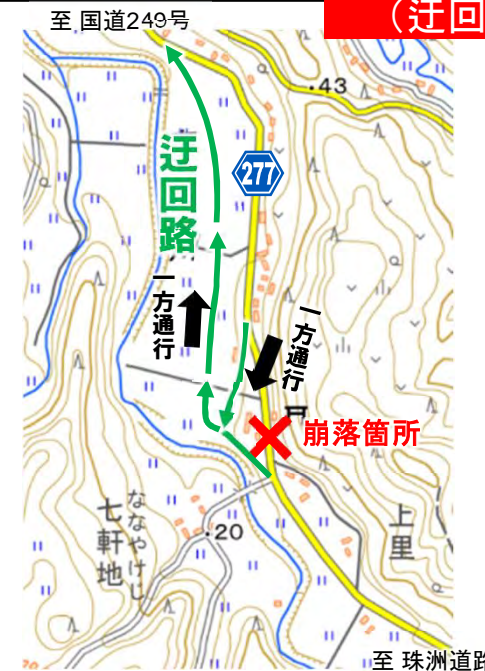 至 国道249号
（迂回
43
277
迂回路
一方通行
一方通行
崩落箇所
ななやけじ
七軒地
20
上里
至 珠洲道路